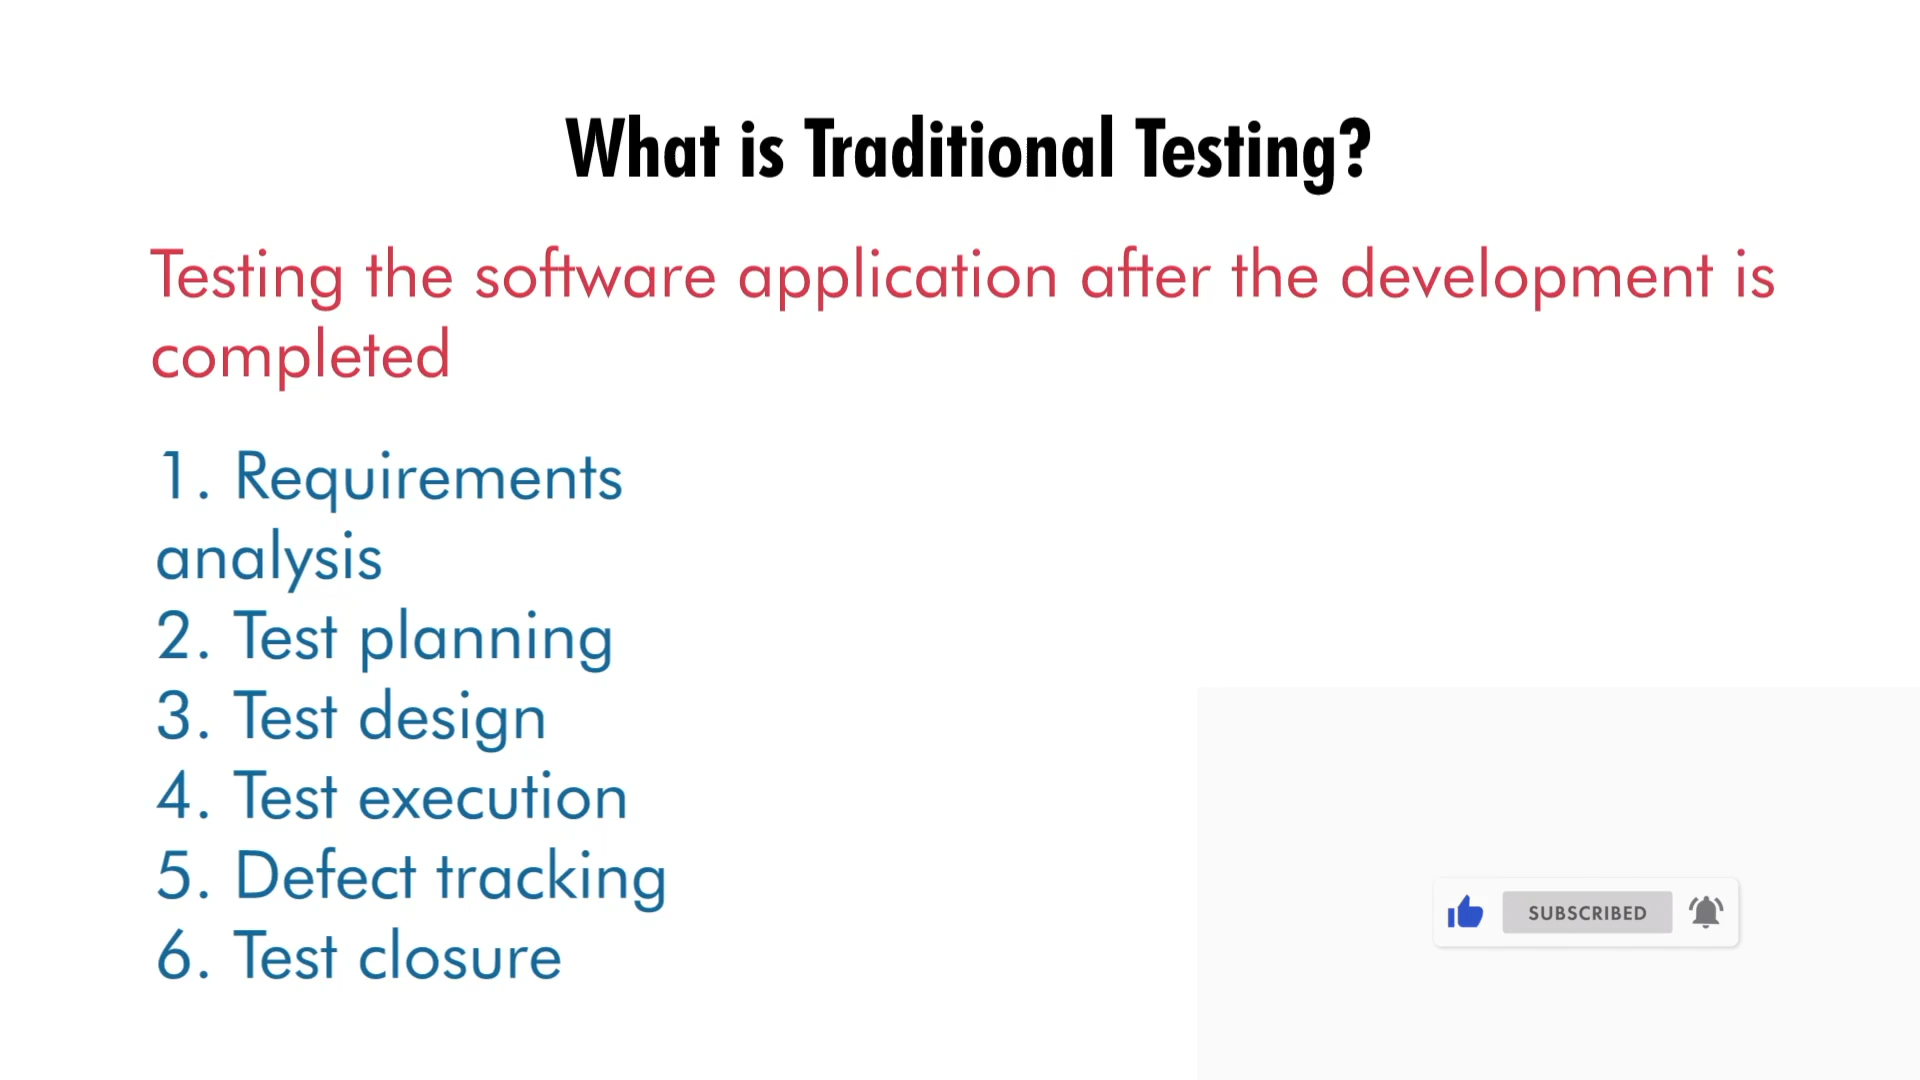 What is Traditional Testing?
Testing the software application after the development is
completed
1. Requirements
analysis
2. Test planning
3. Test design
4. Test execution
5. Defect tracking
6. Test closure
SUBSCRIBED